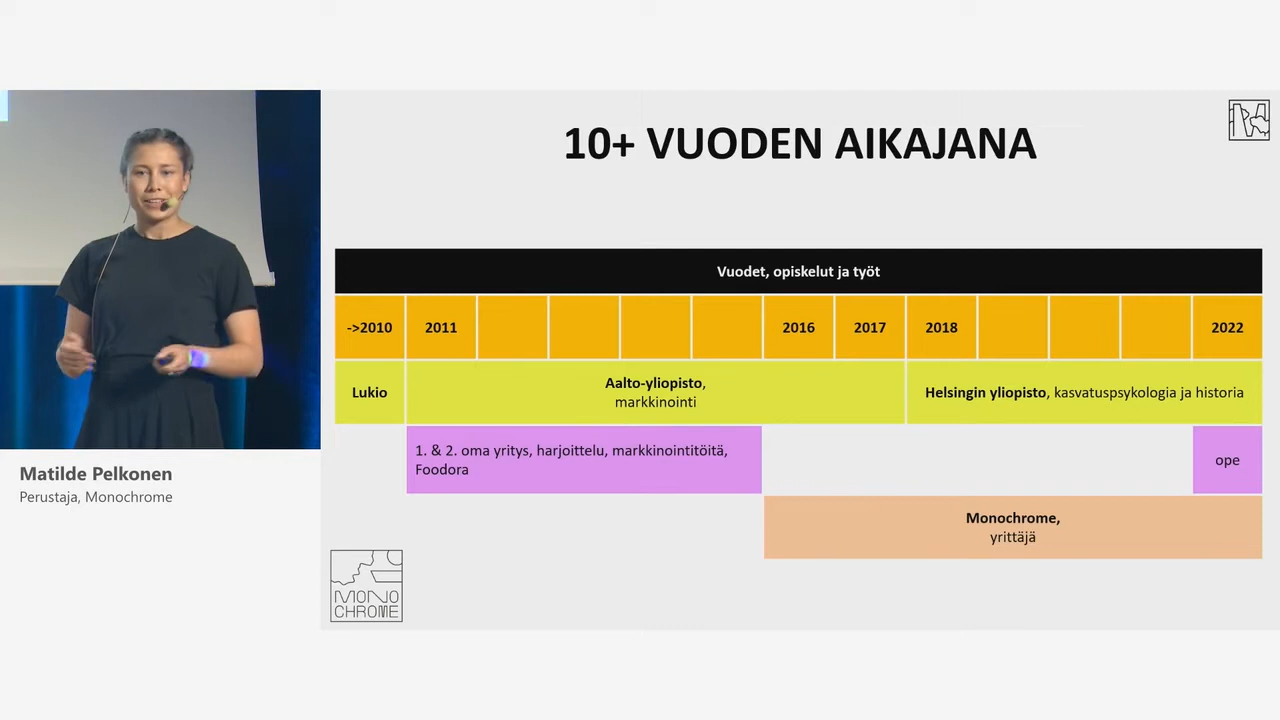 10+ VUODEN AIKAJANA
Vuodet, opiskelut ja työt
->2010 2011 2016 2017 2018 2022
Lukio
Aalto-yliopisto,
markkinointi
Helsingin yliopisto, kasvatuspsykologia ja historia
1. & 2. oma yritys, harjoittelu, markkinointitöitä,
Foodora
ope
Monochrome,
yrittäjä
Matilde Pelkonen
Perustaja, Monochrome
MONO
CHROME